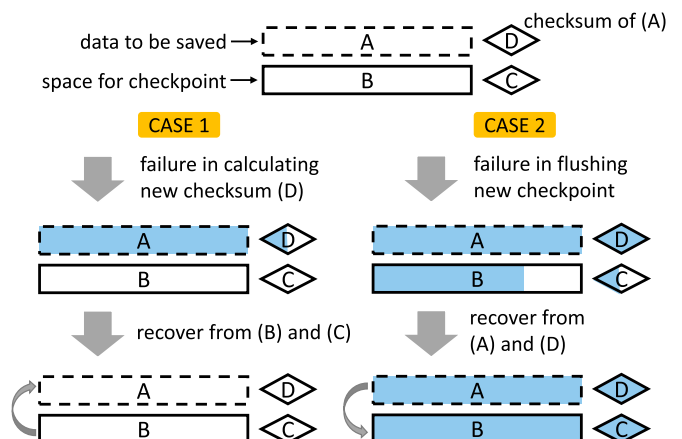 checksum of (A)
data to be saved
A
D
space for checkpoint
B
C
CASE 1
CASE 2
failure in calculating
new checksum (D)
failure in flushing
new checkpoint
A
D
A
D
B
C
B
C
recover from (B) and (C)
recover from
(A) and (D)
A
D
A
D
B
C
B
C